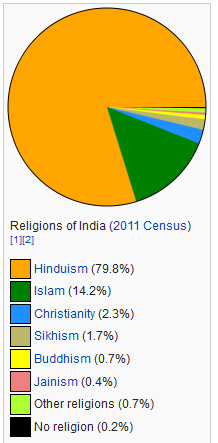 Religions of India (2011 Census)
[1][2]
Hinduism (79.8%)
Islam (14.2%)
Christianity (2.3%)
Sikhism (1.7%)
Buddhism (0.7%)
Jainism (0.4%)
Other religions (0.7%)
No religion (0.2%)